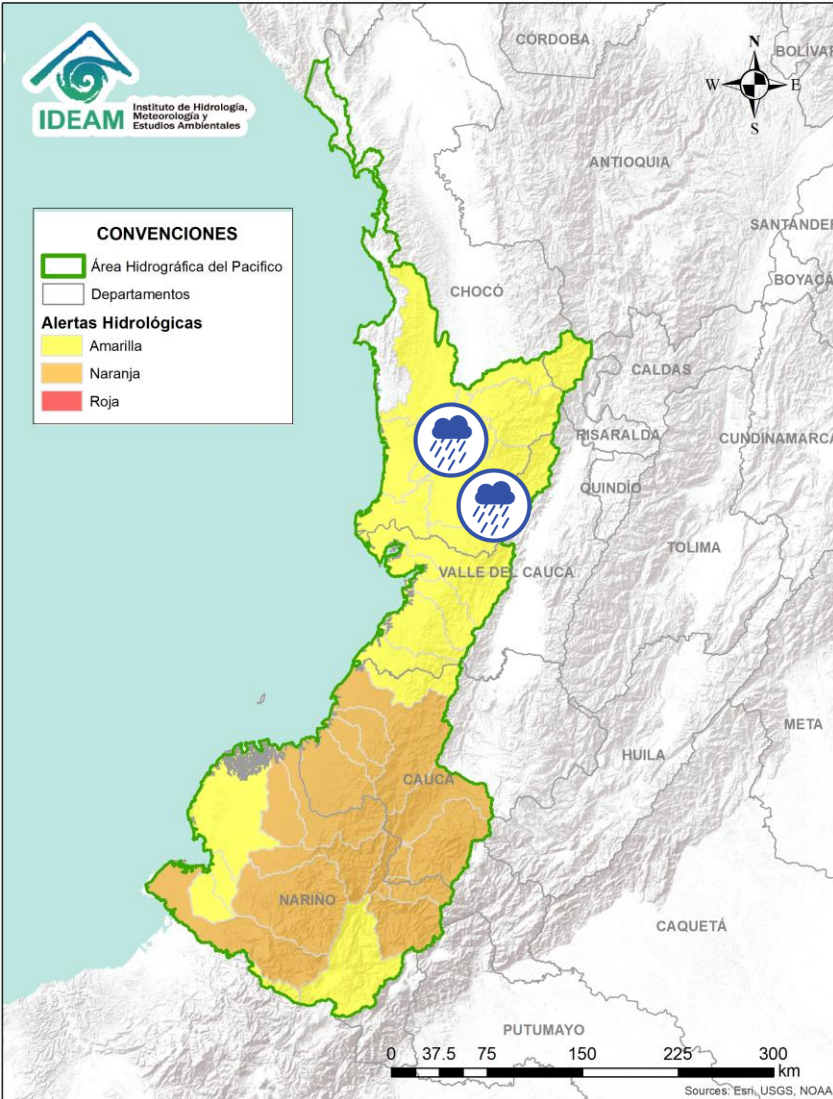 IDEAM
Instituto de Hidrología,
Meteorología y
Estudios Ambientales
CÓRDOBA
BOLÍVAR
N
W
E
S
ANTIOQUIA
SANTANDER
BOYACÁ
CHOCÓ
CONVENCIONES
Área Hidrográfica del Pacifico
Departamentos
Alertas Hidrológicas
Amarilla
Naranja
Roja
CALDAS
RISARALDA
CUNDINAMARCA
QUINDÍO
TOLIMA
VALLE DEL CAUCA
META
HUILA
CAUCA
NARIÑO
CAQUETÁ
PUTUMAYO
0 37.5 75 150 225 300
km
Sources: Esri, USGS, NOAA